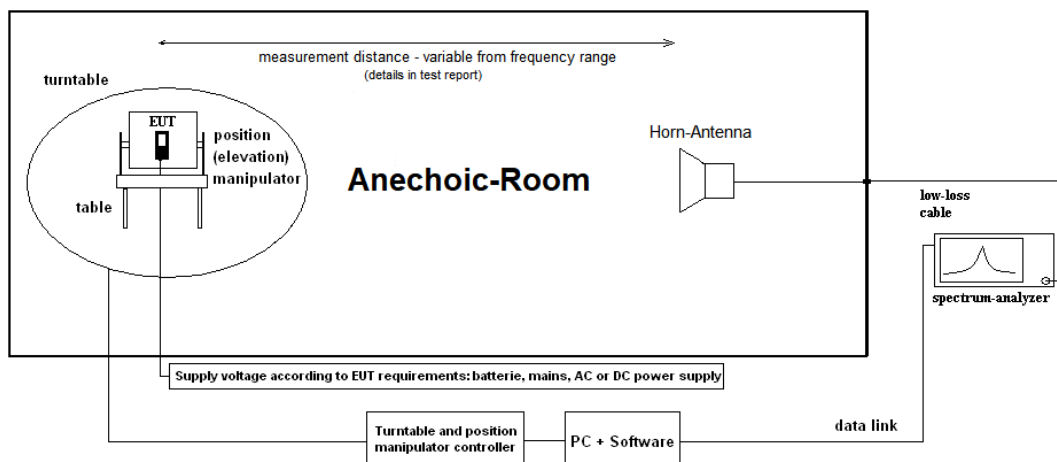 measurement distance - variable from frequency range
(details in test report)
turntable
EUT
position
(elevation)
manipulator
table
Anechoic-Room
Horn-Antenna
low-loss
cable
spectrum-analyzer
Supply voltage according to EUT requirements: batterie, mains, AC or DC power supply
Turntable and position
manipulator controller
PC + Software
data link